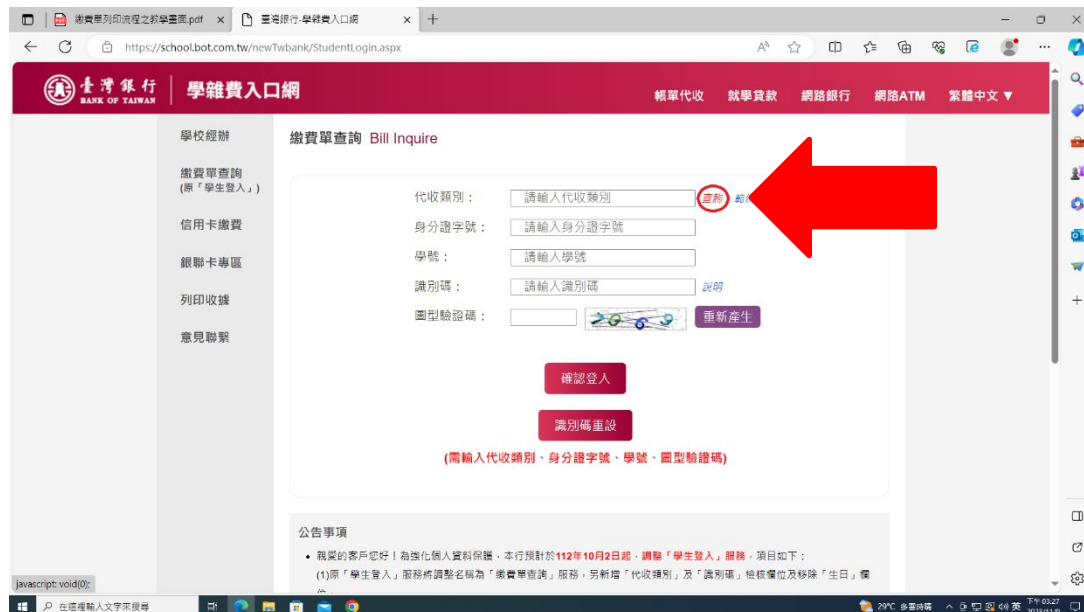 繳費單列印流程之教學畫面.pdf
臺灣銀行-學雜費入口網
https://school.bot.com.tw/newTwbank/StudentLogin.aspx
臺灣銀行
BANK OF TAIWAN
學雜費入口網
帳單代收 就學貸款 網路銀行 網路ATM 繁體中文 ▼
學校經辦
繳費單查詢
(原「學生登入」)
信用卡繳費
銀聯卡專區
列印收據
意見聯繫
繳費單查詢 Bill Inquire
代收類別： 請輸入代收類別 查詢
身分證字號： 請輸入身分證字號
學號： 請輸入學號
識別碼： 請輸入識別碼 說明
圖型驗證碼： 重新產生
確認登入
識別碼重設
(需輸入代收類別、身分證字號、學號、圖型驗證碼)
公告事項
• 親愛的客戶您好！為強化個人資料保護，本行預計於112年10月2日起，調整「學生登入」服務，項目如下：
(1)原「學生登入」服務將調整名稱為「繳費單查詢」服務，另新增「代收類別」及「識別碼」檢核欄位及移除「生日」欄
javascript: void(0);
在這裡輸入文字來搜尋
29°C 多雲時晴
英
下午 03:27